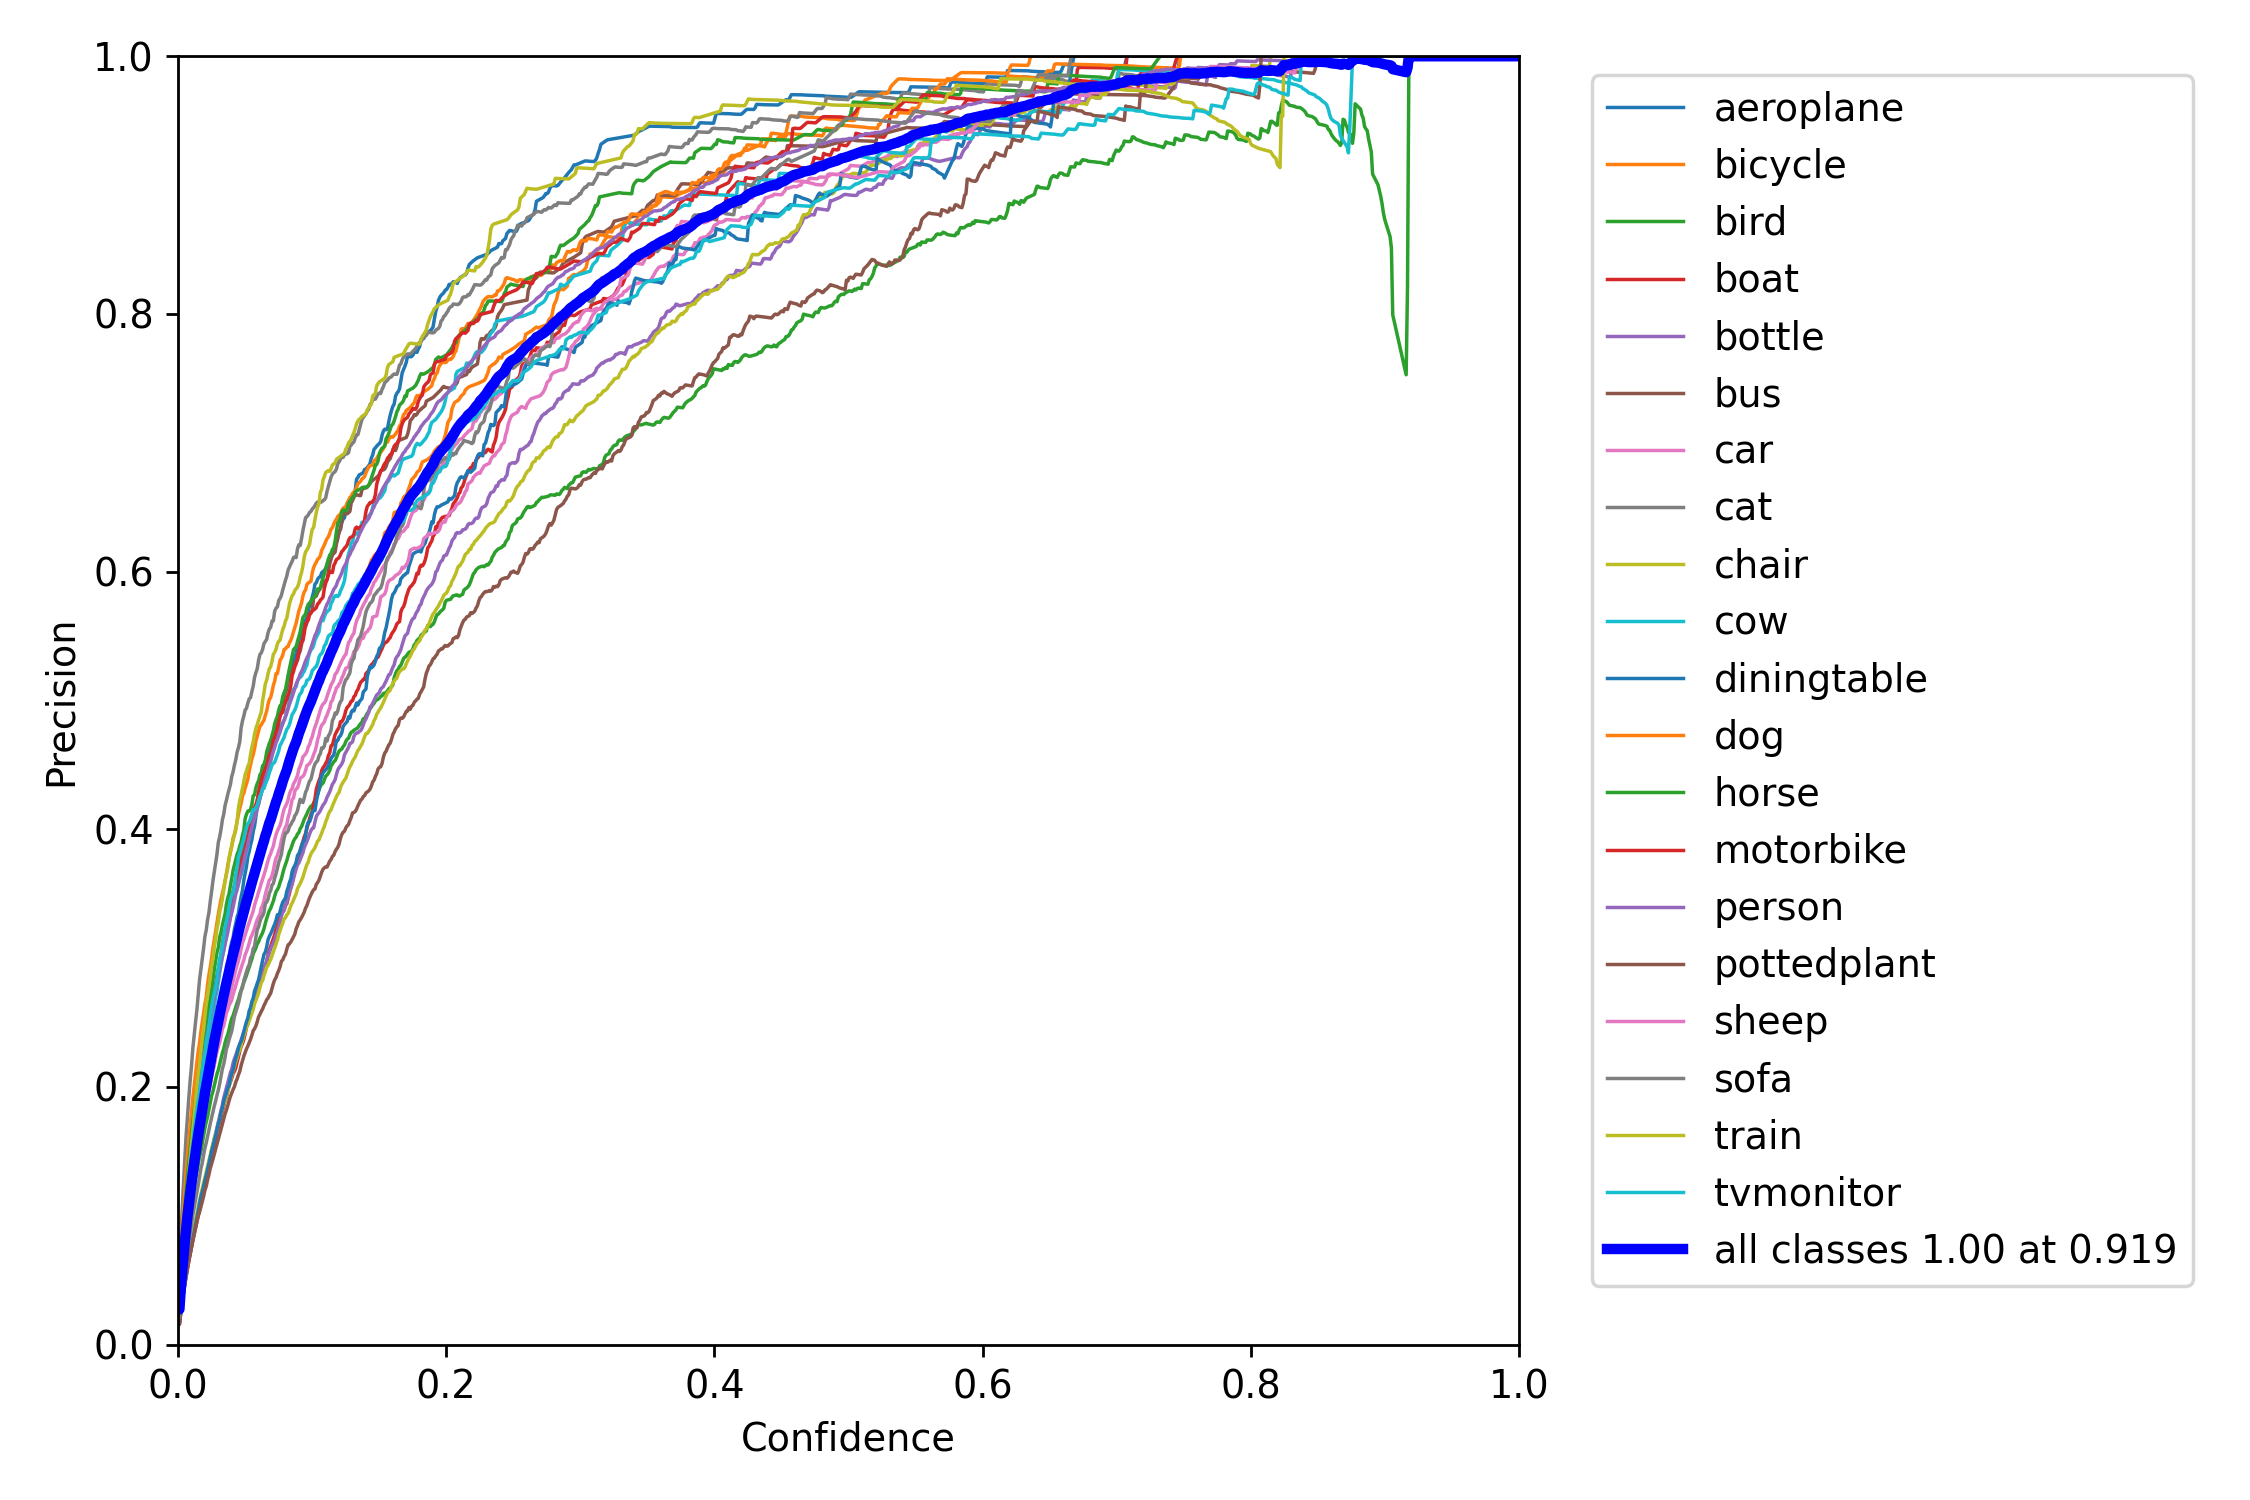 1.0
0.8
0.6
0.4
0.2
0.0
Precision
0.0 0.2 0.4 0.6 0.8 1.0
Confidence
aeroplane
bicycle
bird
boat
bottle
bus
car
cat
chair
cow
diningtable
dog
horse
motorbike
person
pottedplant
sheep
sofa
train
tvmonitor
all classes 1.00 at 0.919